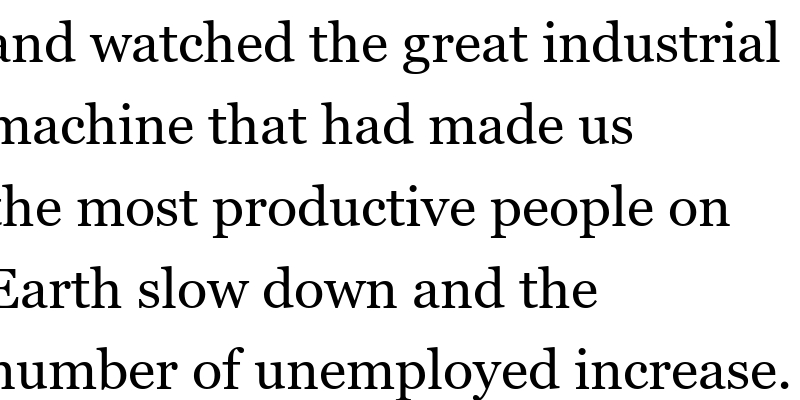 and watched the great industrial
machine that had made us
the most productive people on
Earth slow down and the
number of unemployed increase.